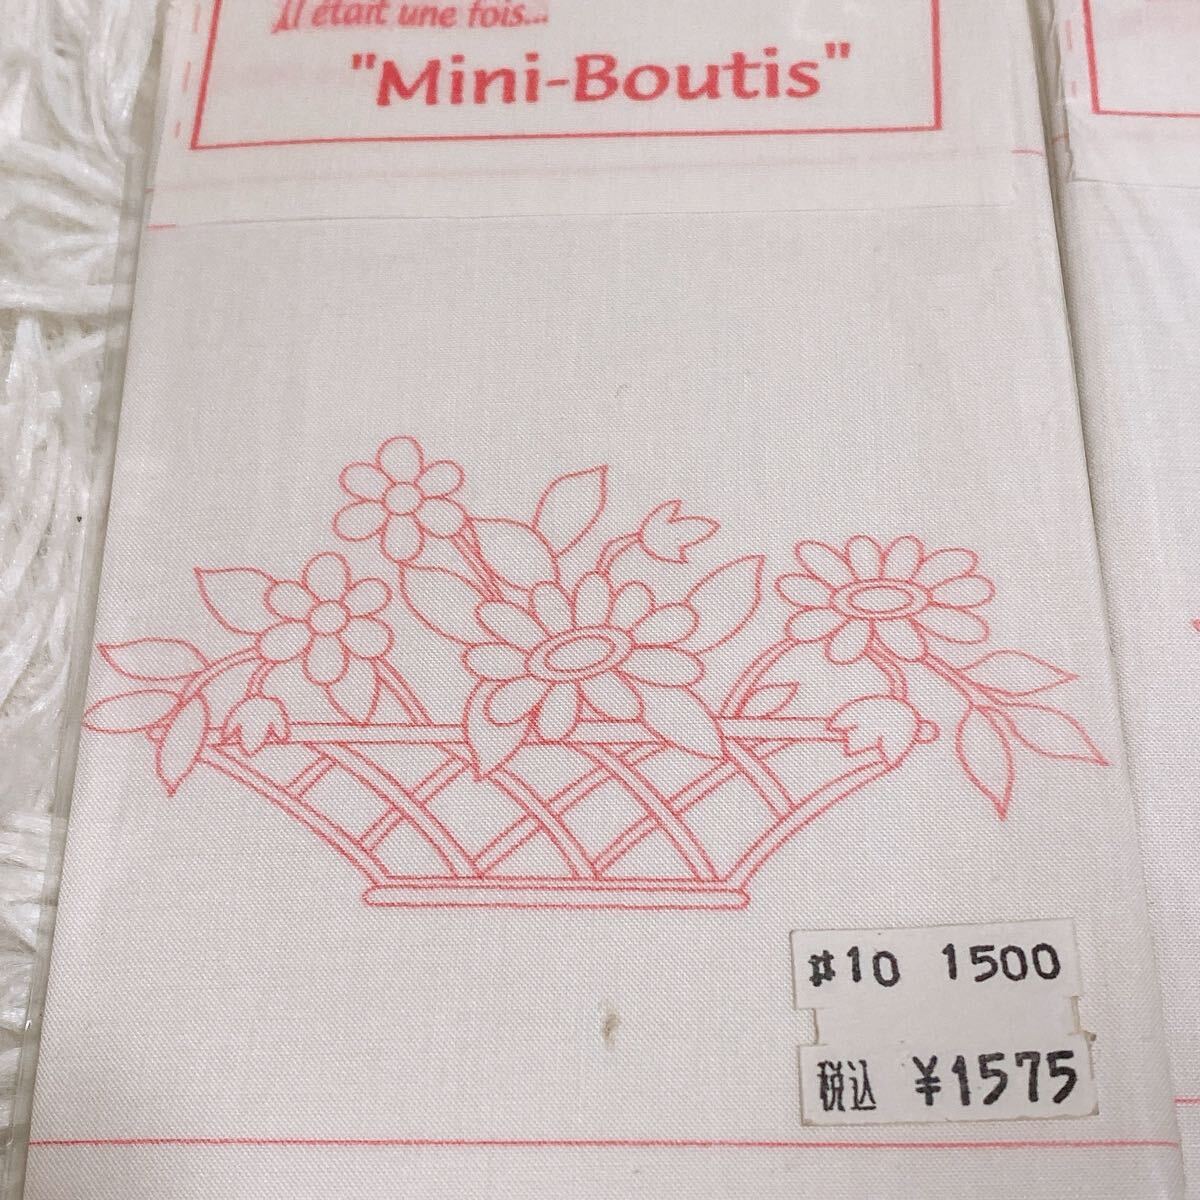 Il était une fois...
"Mini-Boutis"
#10 1500
税込 ¥1575